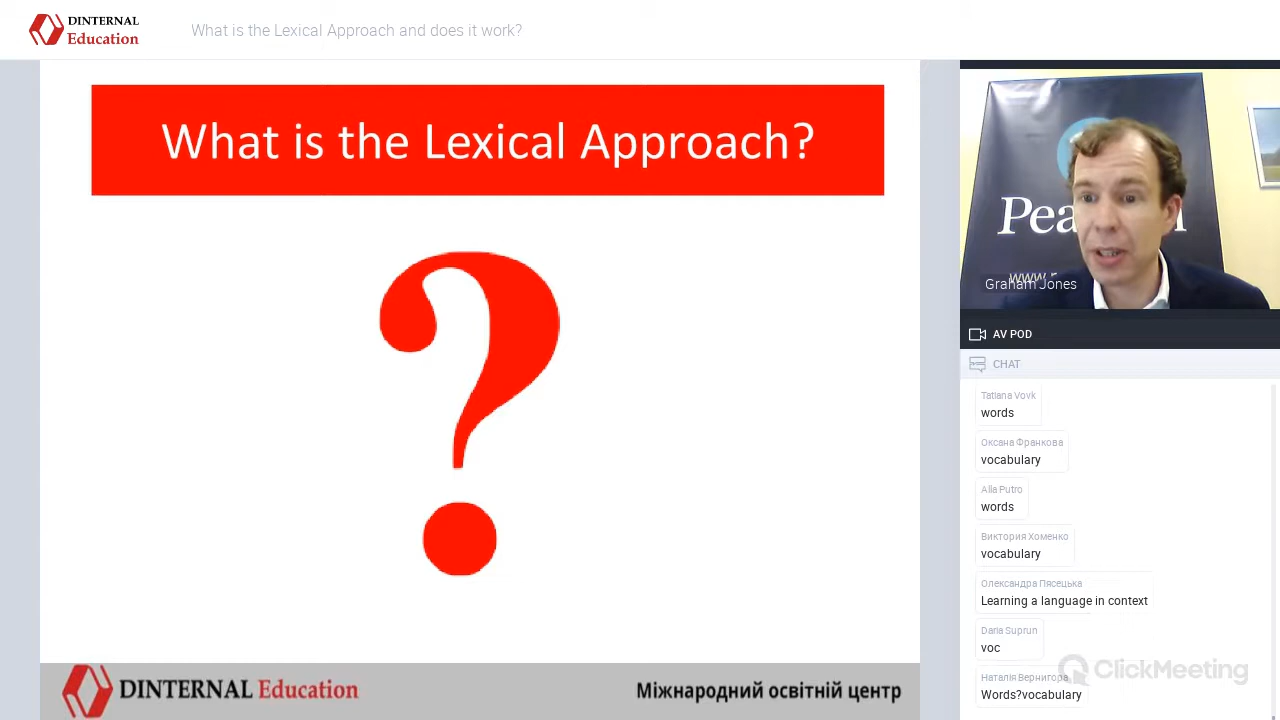 DINTERNAL
Education
What is the Lexical Approach and does it work?
What is the Lexical Approach?
?
DINTERNAL Education
Міжнародний освітній центр
Graham Jones
AV POD
CHAT
Tatiana Vovk
words
Оксана Франкова
vocabulary
Alla Putro
words
Виктория Хоменко
vocabulary
Олександра Пясецька
Learning a language in context
Daria Suprun
voc
ClickMeeting
Наталія Вернигора
Words?vocabulary